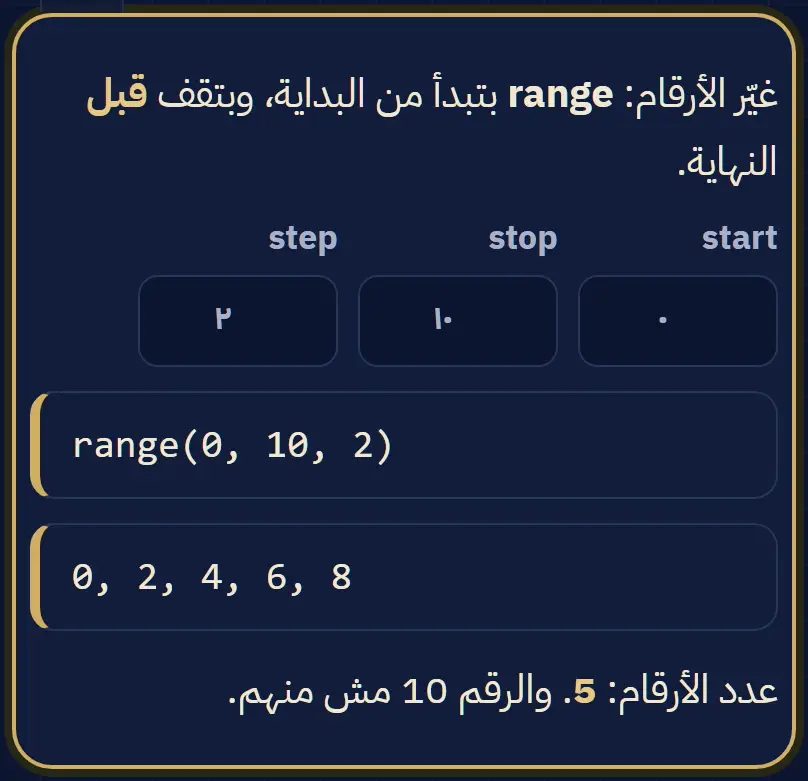 غيّر الأرقام: range بتبدأ من البداية، وبتقف قبل
النهاية.
start stop step
٠ ١٠ ٢
range(0, 10, 2)
0, 2, 4, 6, 8
عدد الأرقام: 5. والرقم 10 مش منهم.